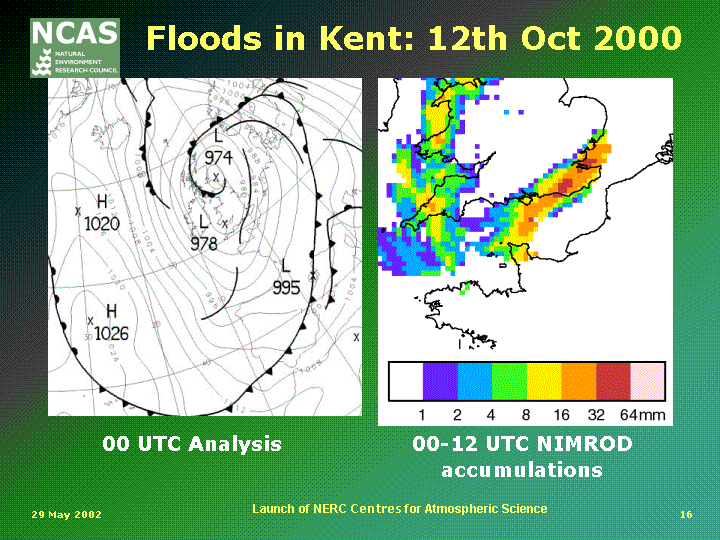 NCAS
NATURAL
ENVIRONMENT
RESEARCH COUNCIL
Floods in Kent: 12th Oct 2000
L
974
H
1020
L
978
L
995
H
1026
1 2 4 8 16 32 64mm
00 UTC Analysis
00-12 UTC NIMROD
accumulations
29 May 2002
Launch of NERC Centres for Atmospheric Science
16